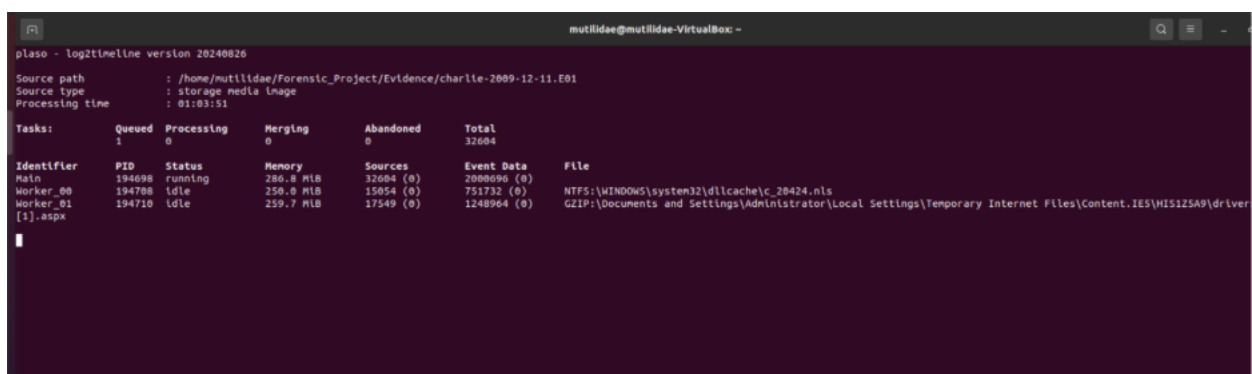 mutilidae@mutilidae-VirtualBox: ~
plaso - log2timeline version 20240826
Source path : /home/mutilidae/Forensic_Project/Evidence/charlie-2009-12-11.E01
Source type : storage media image
Processing time : 01:03:51
Tasks: Queued Processing Merging Abandoned Total
1 0 0 0 32604
Identifier PID Status Memory Sources Event Data File
Main 194698 running 286.8 MiB 32604 (0) 2000696 (0)
Worker_00 194708 idle 250.0 MiB 15054 (0) 751732 (0) NTFS:\WINDOWS\system32\dllcache\c_20424.nls
Worker_01 194710 idle 259.7 MiB 17549 (0) 1248964 (0) GZIP:\Documents and Settings\Administrator\Local Settings\Temporary Internet Files\Content.IE5\HIS1Z5A9\driver
[1].aspx